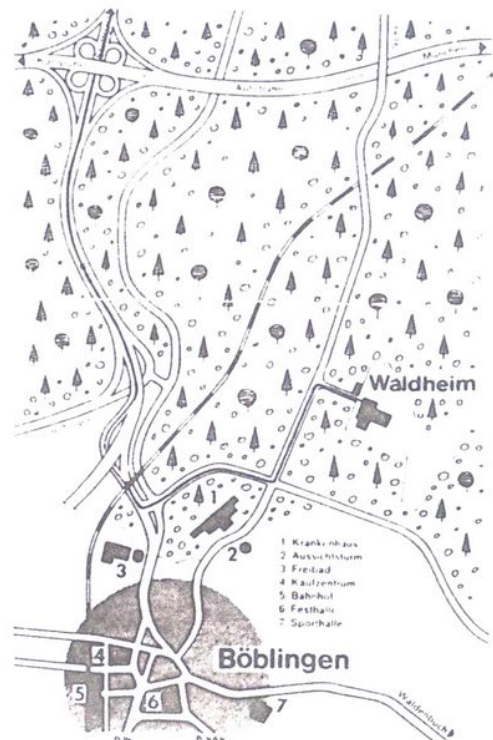 Autobahn
München
Waldheim
1
2
3
1 Krankenhaus
2 Aussichtsturm
3 Freibad
4 Kaufzentrum
5 Bahnhof
6 Festhalle
7 Sporthalle
Böblingen
4
5
6
7
Waldenbuch